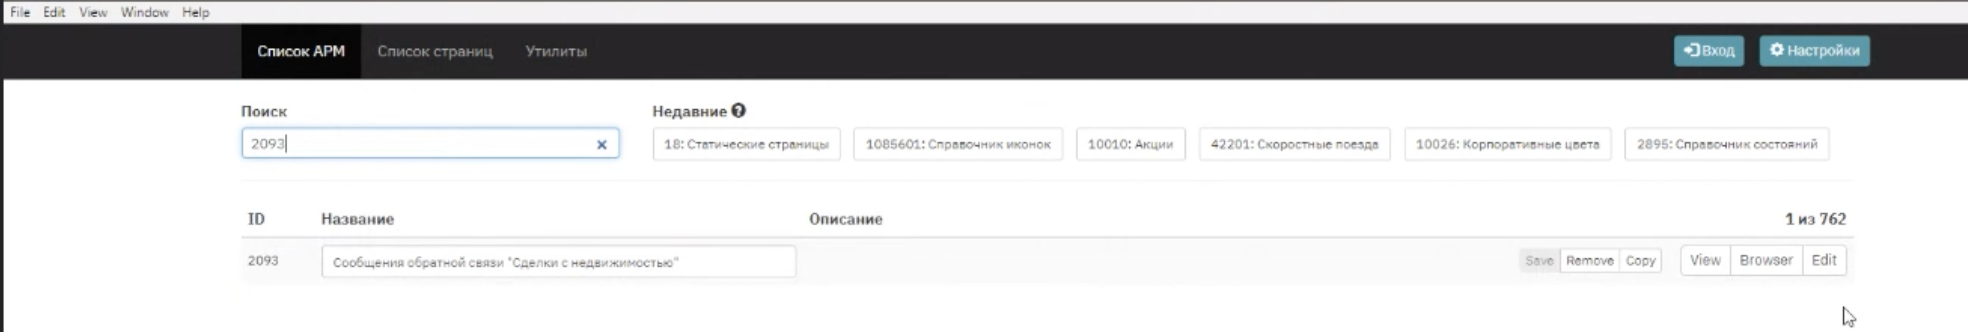 File Edit View Window Help
Список АРМ Список страниц Утилиты Вход Настройки
Поиск Недавние
2093 18: Статические страницы 1085601: Справочник иконок 10010: Акции 42201: Скоростные поезда 10026: Корпоративные цвета 2895: Справочник состояний
ID Название Описание 1 из 762
2093 Сообщения обратной связи "Сделки с недвижимостью" Save Remove Copy View Browser Edit